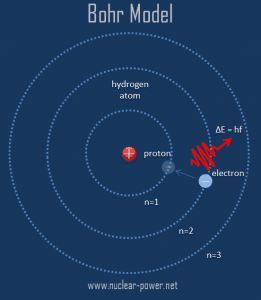 Bohr Model
hydrogen
atom
ΔE = hf
proton
electron
n=1
n=2
n=3
www.nuclear-power.net